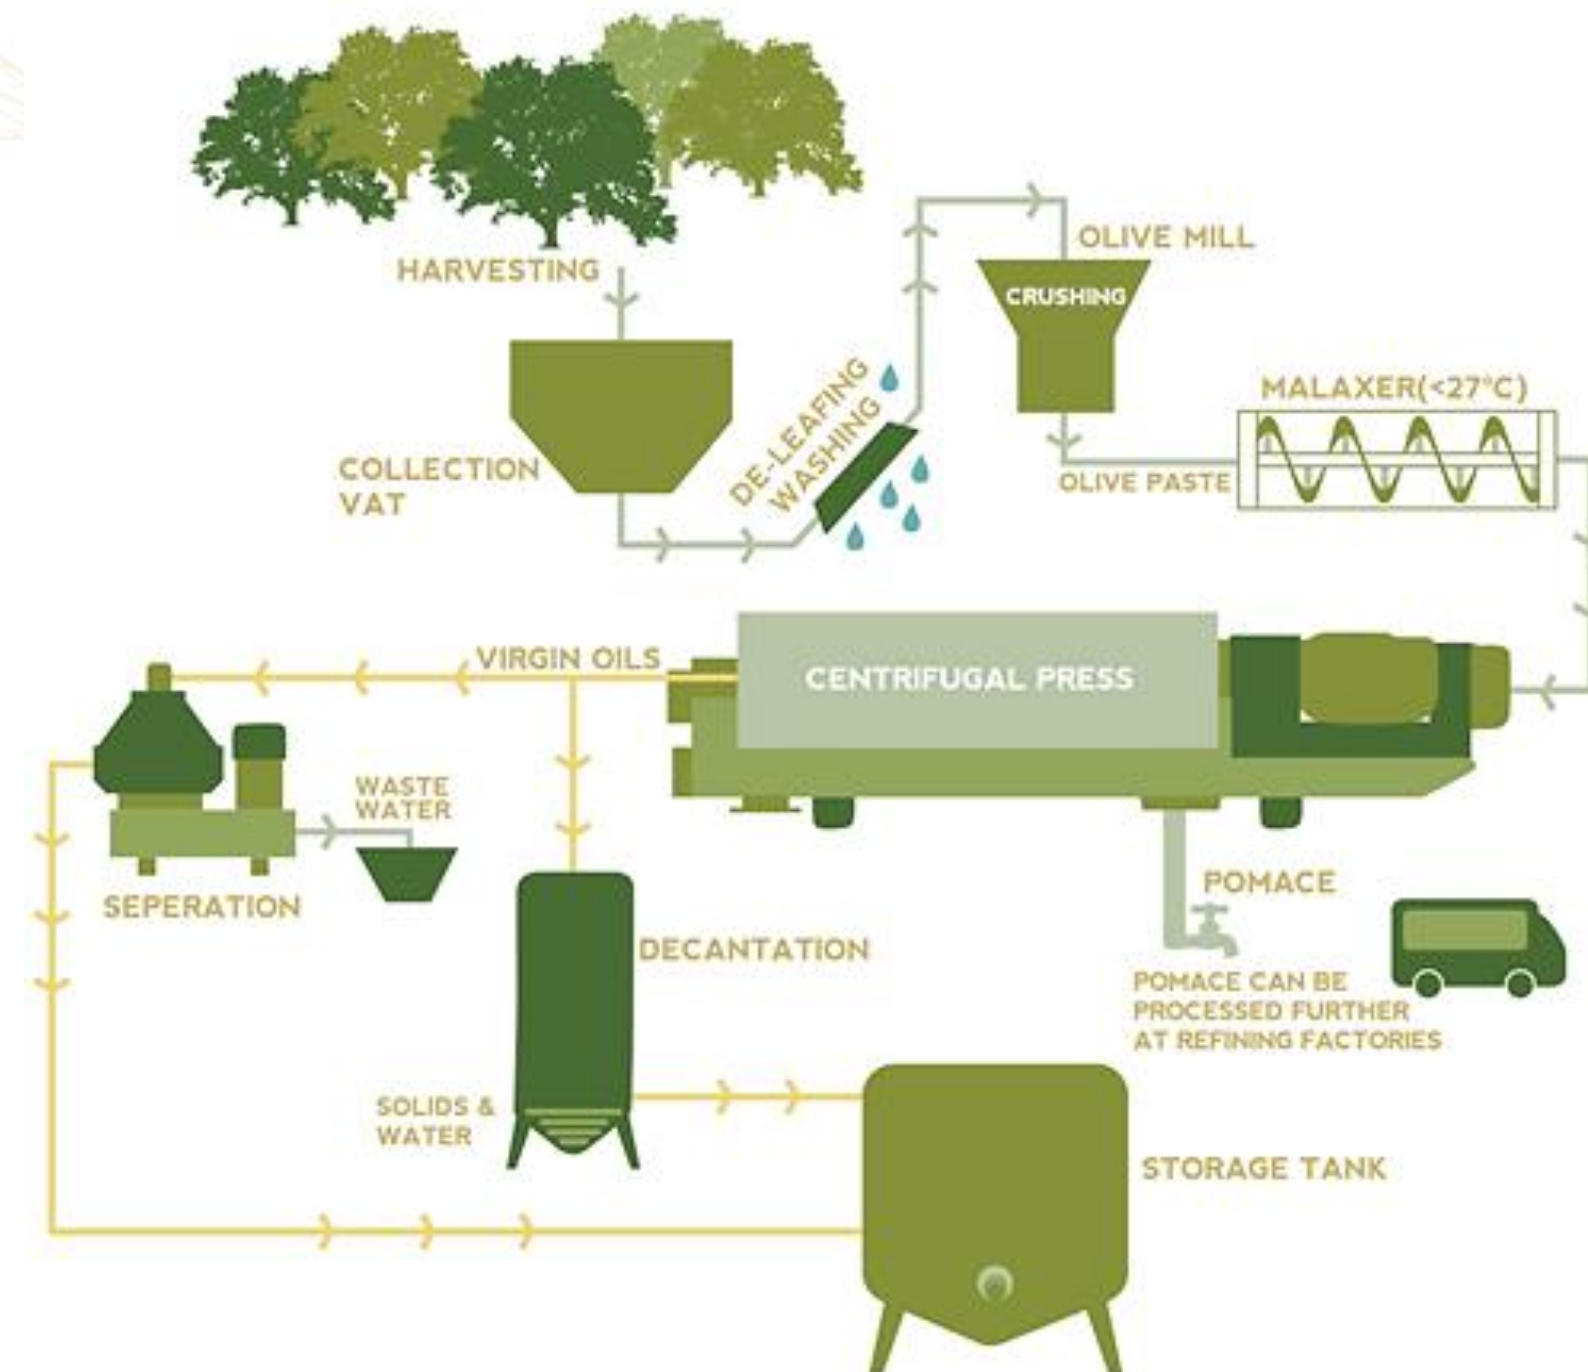 HARVESTING
COLLECTION
VAT
DE-LEAFING
WASHING
OLIVE MILL
CRUSHING
OLIVE PASTE
MALAXER(<27°C)
CENTRIFUGAL PRESS
VIRGIN OILS
WASTE
WATER
SEPERATION
DECANTATION
SOLIDS &
WATER
POMACE
POMACE CAN BE
PROCESSED FURTHER
AT REFINING FACTORIES
STORAGE TANK